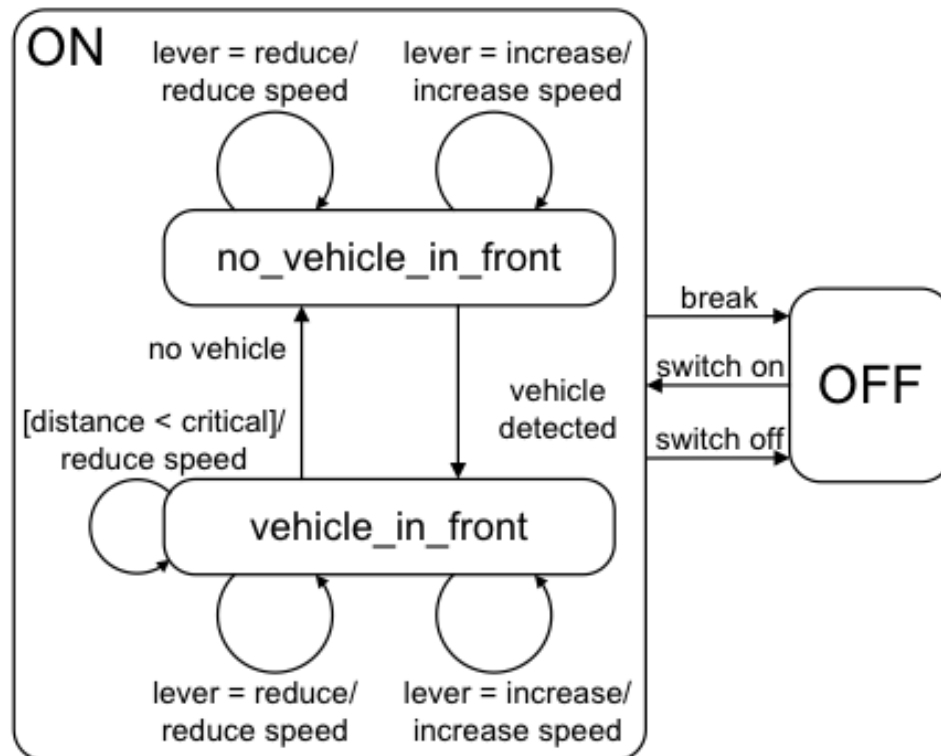 ON
lever = reduce/
reduce speed
lever = increase/
increase speed
no_vehicle_in_front
no vehicle
vehicle
detected
[distance < critical]/
reduce speed
vehicle_in_front
lever = reduce/
reduce speed
lever = increase/
increase speed
break
switch on
switch off
OFF